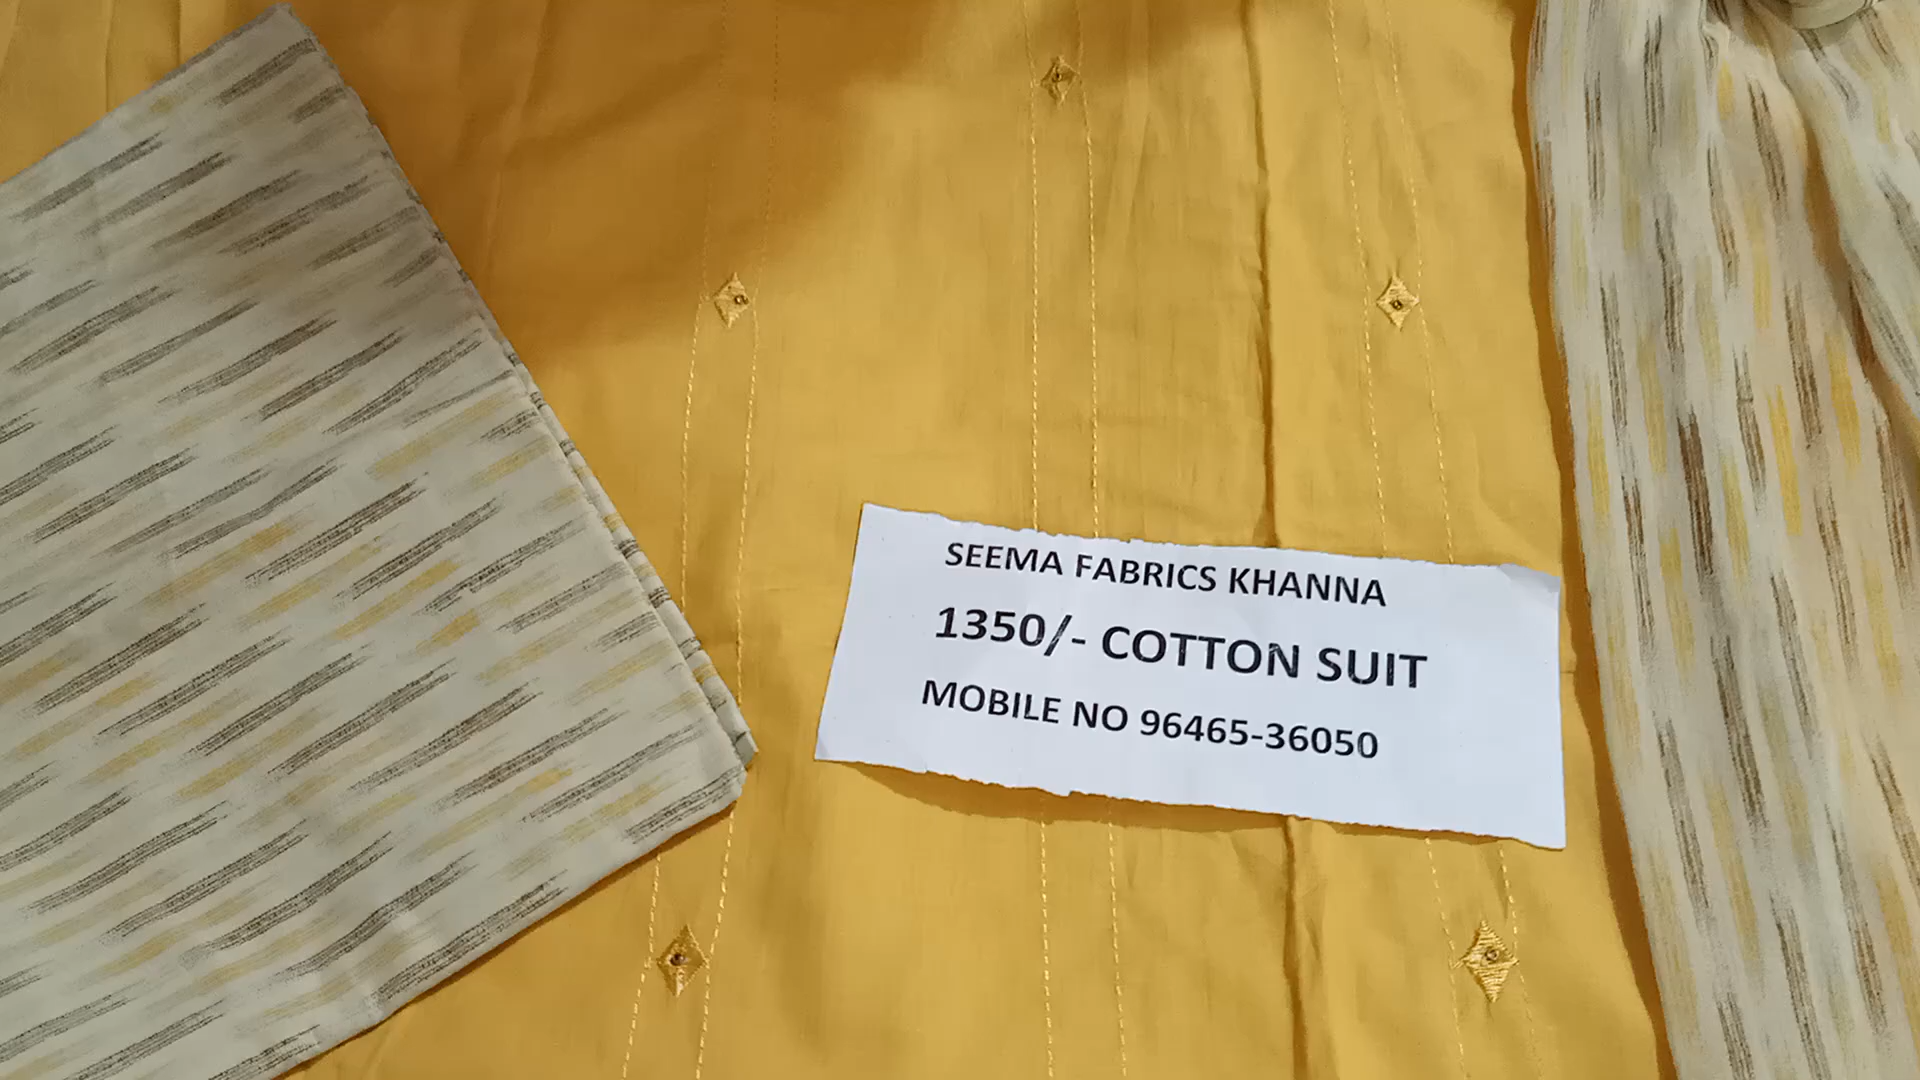 SEEMA FABRICS KHANNA
1350/- COTTON SUIT
MOBILE NO 96465-36050